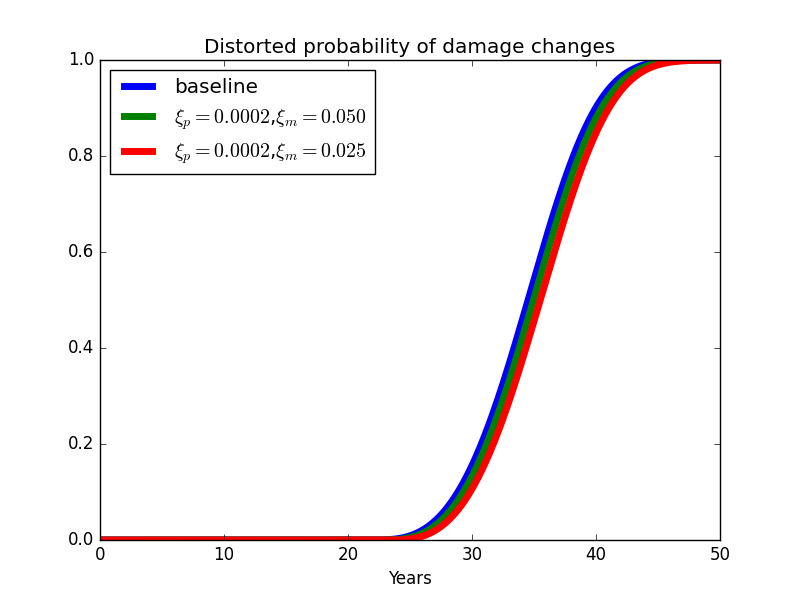 Distorted probability of damage changes
1.0
0.8
0.6
0.4
0.2
0.0
baseline
ξₚ = 0.0002,ξₘ = 0.050
ξₚ = 0.0002,ξₘ = 0.025
0 10 20 30 40 50
Years